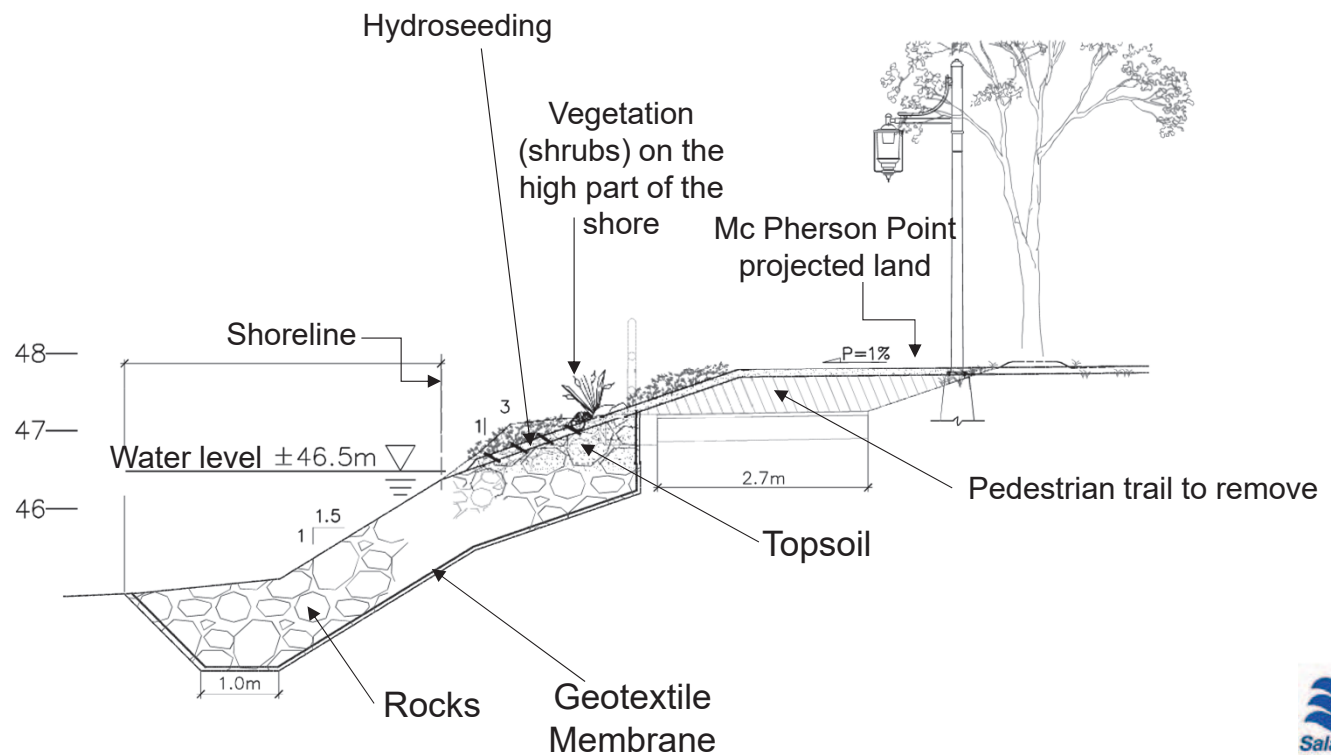 Hydroseeding
Vegetation
(shrubs) on the
high part of the
shore
Mc Pherson Point
projected land
Shoreline
48
P=1%
3
1
47
Water level ±46.5m
2.7m
46
Pedestrian trail to remove
1.5
1
Topsoil
1.0m
Rocks
Geotextile
Membrane